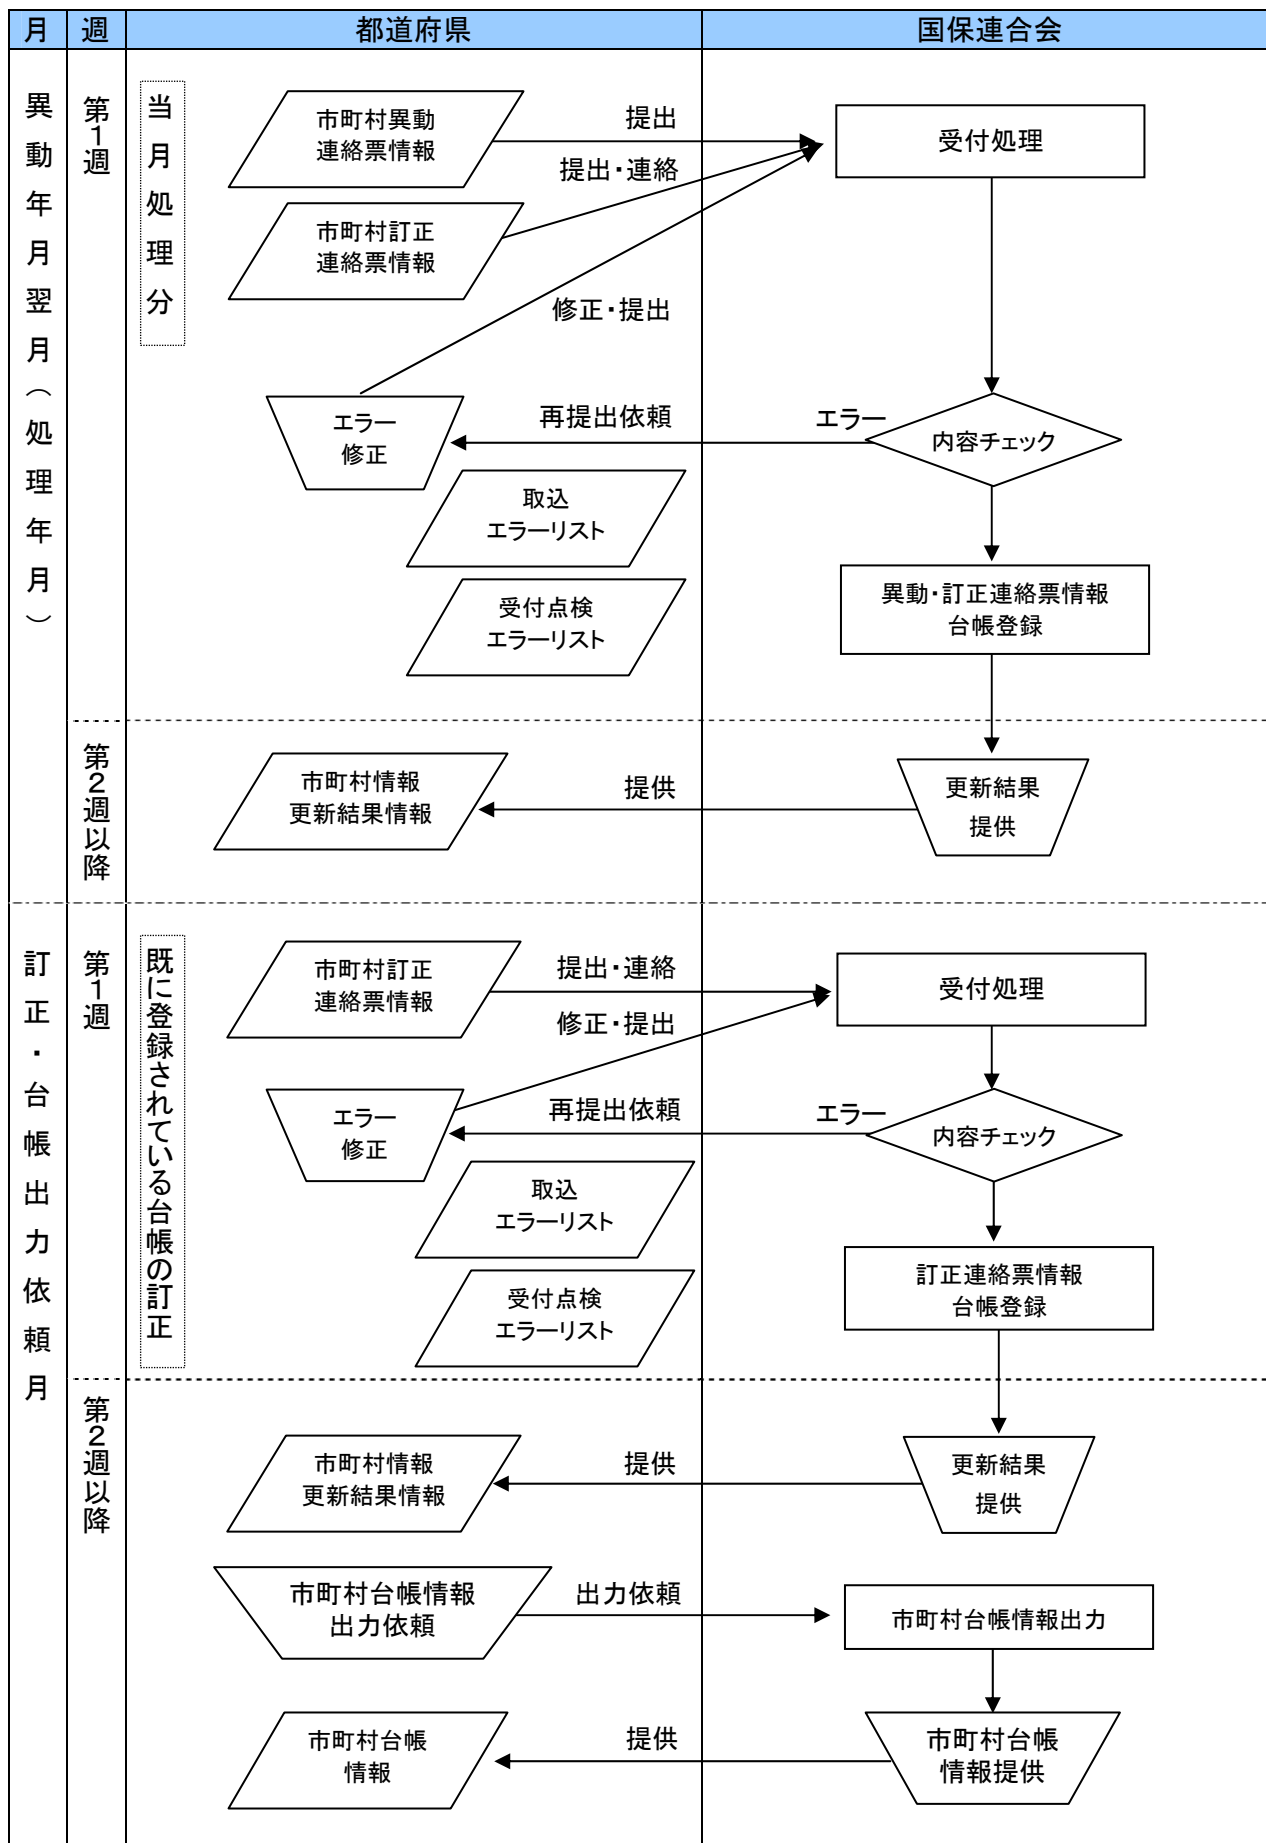 月
週
都道府県
国保連合会
異動年月翌月（処理年月）
第1週
当月処理分
市町村異動
連絡票情報
提出
受付処理
提出・連絡
市町村訂正
連絡票情報
修正・提出
エラー
修正
再提出依頼
エラー
内容チェック
取込
エラーリスト
受付点検
エラーリスト
異動・訂正連絡票情報
台帳登録
第2週以降
市町村情報
更新結果情報
提供
更新結果
提供
訂正・台帳出力依頼月
第1週
既に登録されている台帳の訂正
市町村訂正
連絡票情報
提出・連絡
受付処理
修正・提出
エラー
修正
再提出依頼
エラー
内容チェック
取込
エラーリスト
受付点検
エラーリスト
訂正連絡票情報
台帳登録
第2週以降
市町村情報
更新結果情報
提供
更新結果
提供
市町村台帳情報
出力依頼
出力依頼
市町村台帳情報出力
市町村台帳
情報
提供
市町村台帳
情報提供